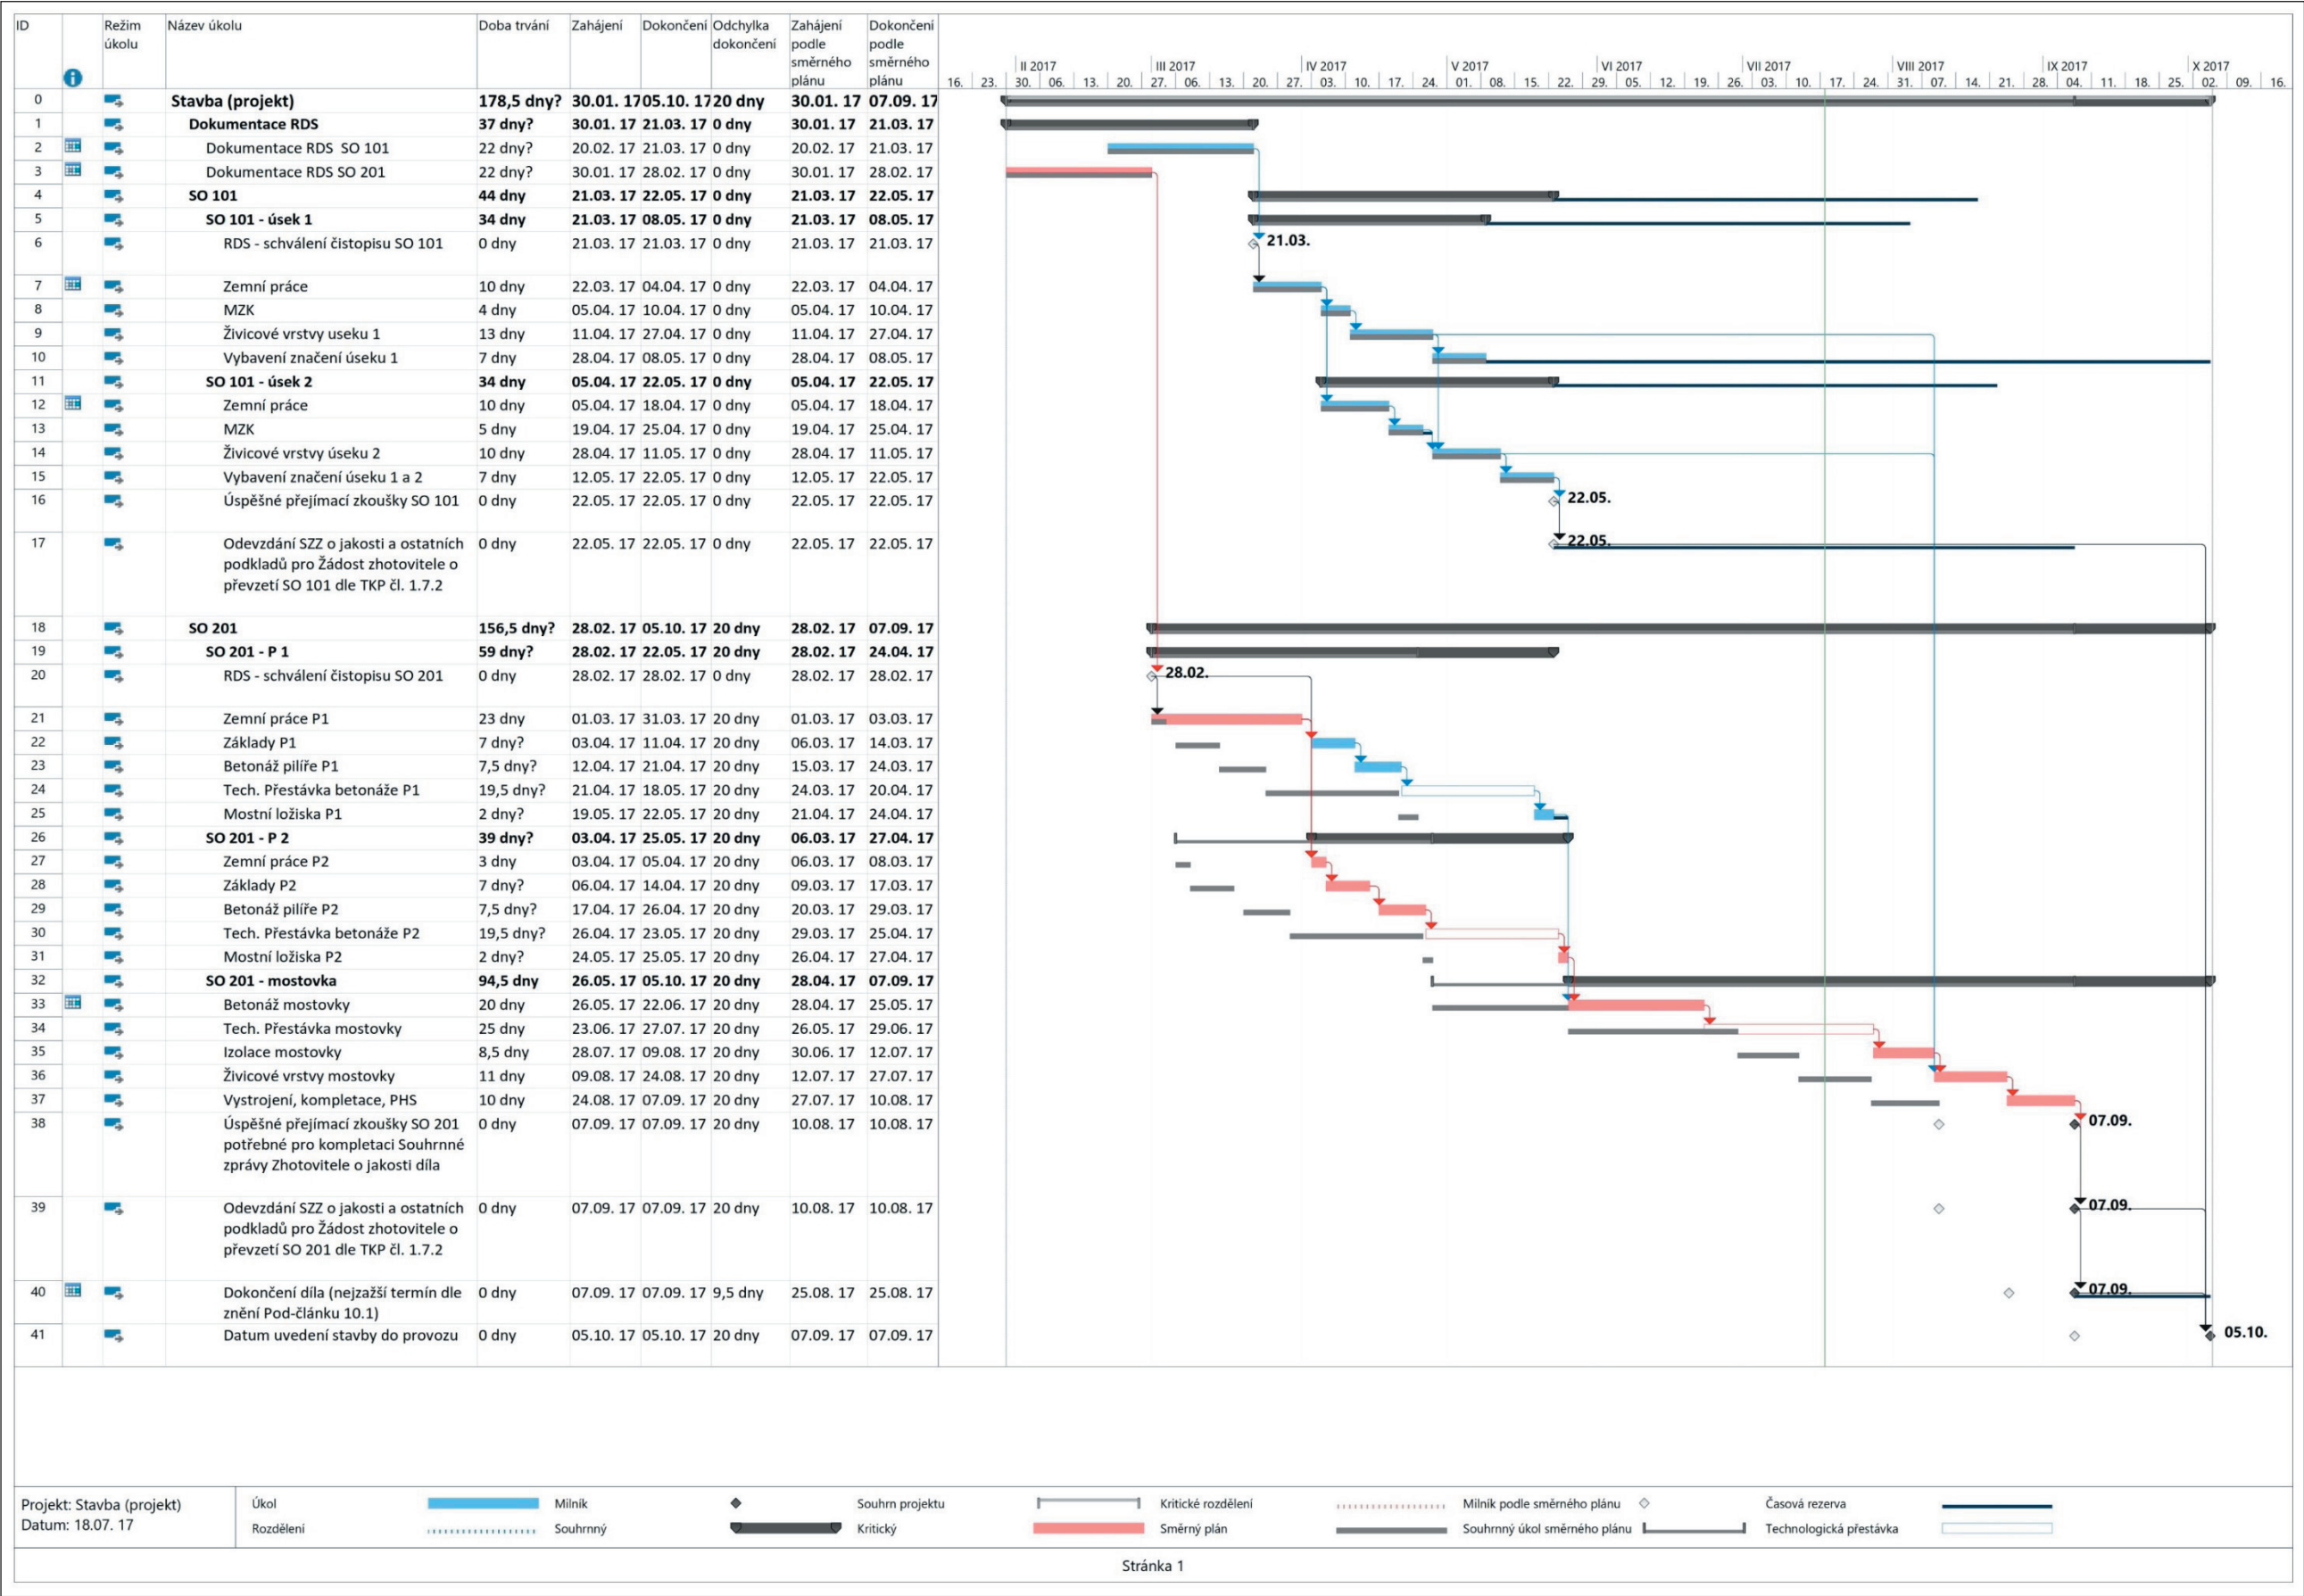 ID Režim Název úkolu Doba trvání Zahájení Dokončení Odchylka Zahájení Dokončení
úkolu dokončení podle podle
směrného směrného
plánu plánu
II 2017 III 2017 IV 2017 V 2017 VI 2017 VII 2017 VIII 2017 IX 2017 X 2017
16. 23. 30. 06. 13. 20. 27. 06. 13. 20. 27. 03. 10. 17. 24. 01. 08. 15. 22. 29. 05. 12. 19. 26. 03. 10. 17. 24. 31. 07. 14. 21. 28. 04. 11. 18. 25. 02. 09. 16.
0 Stavba (projekt) 178,5 dny? 30.01. 17 05.10. 17 20 dny 30.01. 17 07.09. 17
1 Dokumentace RDS 37 dny? 30.01. 17 21.03. 17 0 dny 30.01. 17 21.03. 17
2 Dokumentace RDS SO 101 22 dny? 20.02. 17 21.03. 17 0 dny 20.02. 17 21.03. 17
3 Dokumentace RDS SO 201 22 dny? 30.01. 17 28.02. 17 0 dny 30.01. 17 28.02. 17
4 SO 101 44 dny 21.03. 17 22.05. 17 0 dny 21.03. 17 22.05. 17
5 SO 101 - úsek 1 34 dny 21.03. 17 08.05. 17 0 dny 21.03. 17 08.05. 17
6 RDS - schválení čistopisu SO 101 0 dny 21.03. 17 21.03. 17 0 dny 21.03. 17 21.03. 17 21.03.
7 Zemní práce 10 dny 22.03. 17 04.04. 17 0 dny 22.03. 17 04.04. 17
8 MZK 4 dny 05.04. 17 10.04. 17 0 dny 05.04. 17 10.04. 17
9 Živicové vrstvy useku 1 13 dny 11.04. 17 27.04. 17 0 dny 11.04. 17 27.04. 17
10 Vybavení značení úseku 1 7 dny 28.04. 17 08.05. 17 0 dny 28.04. 17 08.05. 17
11 SO 101 - úsek 2 34 dny 05.04. 17 22.05. 17 0 dny 05.04. 17 22.05. 17
12 Zemní práce 10 dny 05.04. 17 18.04. 17 0 dny 05.04. 17 18.04. 17
13 MZK 5 dny 19.04. 17 25.04. 17 0 dny 19.04. 17 25.04. 17
14 Živicové vrstvy úseku 2 10 dny 28.04. 17 11.05. 17 0 dny 28.04. 17 11.05. 17
15 Vybavení značení úseku 1 a 2 7 dny 12.05. 17 22.05. 17 0 dny 12.05. 17 22.05. 17
16 Úspěšné přejímací zkoušky SO 101 0 dny 22.05. 17 22.05. 17 0 dny 22.05. 17 22.05. 17 22.05.
17 Odevzdání SZZ o jakosti a ostatních 0 dny 22.05. 17 22.05. 17 0 dny 22.05. 17 22.05. 17 22.05.
podkladů pro Žádost zhotovitele o
převzetí SO 101 dle TKP čl. 1.7.2
18 SO 201 156,5 dny? 28.02. 17 05.10. 17 20 dny 28.02. 17 07.09. 17
19 SO 201 - P 1 59 dny? 28.02. 17 22.05. 17 20 dny 28.02. 17 24.04. 17
20 RDS - schválení čistopisu SO 201 0 dny 28.02. 17 28.02. 17 0 dny 28.02. 17 28.02. 17 28.02.
21 Zemní práce P1 23 dny 01.03. 17 31.03. 17 20 dny 01.03. 17 03.03. 17
22 Základy P1 7 dny? 03.04. 17 11.04. 17 20 dny 06.03. 17 14.03. 17
23 Betonáž pilíře P1 7,5 dny? 12.04. 17 21.04. 17 20 dny 15.03. 17 24.03. 17
24 Tech. Přestávka betonáže P1 19,5 dny? 21.04. 17 18.05. 17 20 dny 24.03. 17 20.04. 17
25 Mostní ložiska P1 2 dny? 19.05. 17 22.05. 17 20 dny 21.04. 17 24.04. 17
26 SO 201 - P 2 39 dny? 03.04. 17 25.05. 17 20 dny 06.03. 17 27.04. 17
27 Zemní práce P2 3 dny 03.04. 17 05.04. 17 20 dny 06.03. 17 08.03. 17
28 Základy P2 7 dny? 06.04. 17 14.04. 17 20 dny 09.03. 17 17.03. 17
29 Betonáž pilíře P2 7,5 dny? 17.04. 17 26.04. 17 20 dny 20.03. 17 29.03. 17
30 Tech. Přestávka betonáže P2 19,5 dny? 26.04. 17 23.05. 17 20 dny 29.03. 17 25.04. 17
31 Mostní ložiska P2 2 dny? 24.05. 17 25.05. 17 20 dny 26.04. 17 27.04. 17
32 SO 201 - mostovka 94,5 dny 26.05. 17 05.10. 17 20 dny 28.04. 17 07.09. 17
33 Betonáž mostovky 20 dny 26.05. 17 22.06. 17 20 dny 28.04. 17 25.05. 17
34 Tech. Přestávka mostovky 25 dny 23.06. 17 27.07. 17 20 dny 26.05. 17 29.06. 17
35 Izolace mostovky 8,5 dny 28.07. 17 09.08. 17 20 dny 30.06. 17 12.07. 17
36 Živicové vrstvy mostovky 11 dny 09.08. 17 24.08. 17 20 dny 12.07. 17 27.07. 17
37 Vystrojení, kompletace, PHS 10 dny 24.08. 17 07.09. 17 20 dny 27.07. 17 10.08. 17
38 Úspěšné přejímací zkoušky SO 201 0 dny 07.09. 17 07.09. 17 20 dny 10.08. 17 10.08. 17 07.09.
potřebné pro kompletaci Souhrnné
zprávy Zhotovitele o jakosti díla
39 Odevzdání SZZ o jakosti a ostatních 0 dny 07.09. 17 07.09. 17 20 dny 10.08. 17 10.08. 17 07.09.
podkladů pro Žádost zhotovitele o
převzetí SO 201 dle TKP čl. 1.7.2
40 Dokončení díla (nejzažší termín dle 0 dny 07.09. 17 07.09. 17 9,5 dny 25.08. 17 25.08. 17 07.09.
znění Pod-článku 10.1)
41 Datum uvedení stavby do provozu 0 dny 05.10. 17 05.10. 17 20 dny 07.09. 17 07.09. 17 05.10.
Projekt: Stavba (projekt)
Datum: 18.07. 17
Úkol Milník Souhrn projektu Kritické rozdělení Milník podle směrného plánu Časová rezerva
Rozdělení Souhrnný Kritický Směrný plán Souhrnný úkol směrného plánu Technologická přestávka
Stránka 1